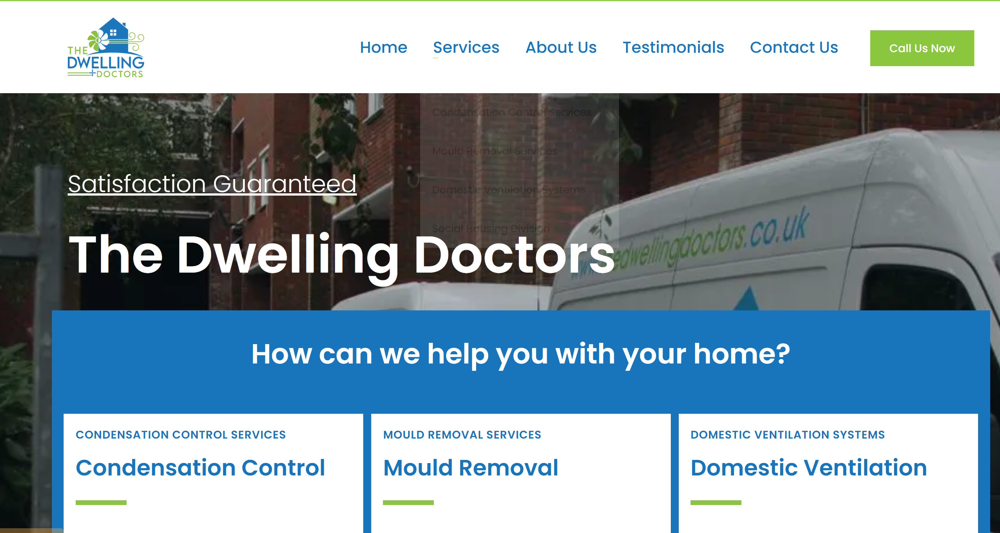 THE
DWELLING
DOCTORS
Home Services About Us Testimonials Contact Us Call Us Now
Condensation Control Services
Mould Removal Services
Domestic Ventilation Systems
Social Housing Division
Satisfaction Guaranteed
The Dwelling Doctors
edwellingdoctors.co.uk
How can we help you with your home?
CONDENSATION CONTROL SERVICES
Condensation Control
MOULD REMOVAL SERVICES
Mould Removal
DOMESTIC VENTILATION SYSTEMS
Domestic Ventilation